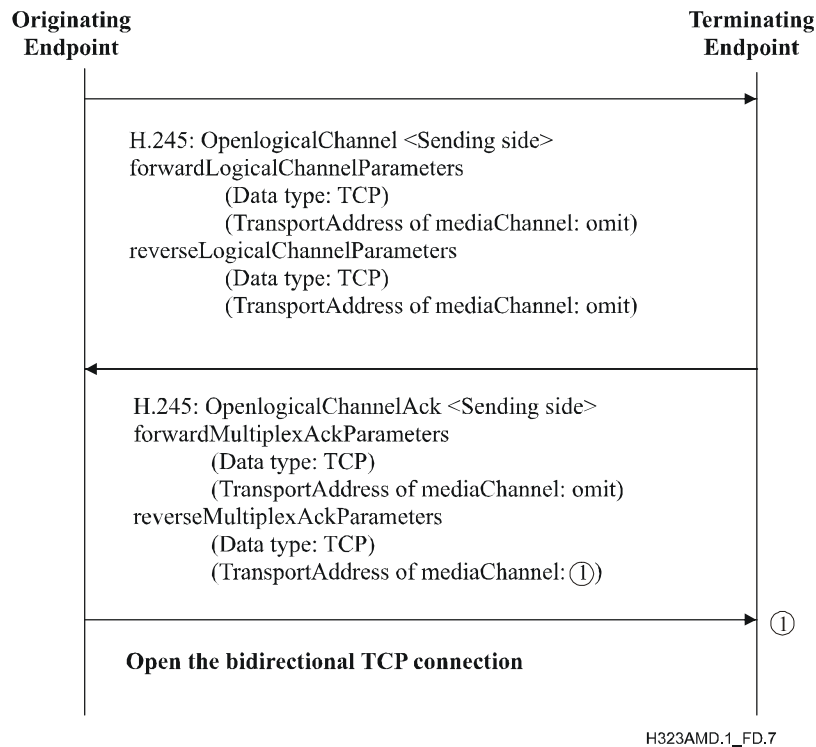 Originating
Endpoint
Terminating
Endpoint
H.245: OpenlogicalChannel <Sending side>
forwardLogicalChannelParameters
(Data type: TCP)
(TransportAddress of mediaChannel: omit)
reverseLogicalChannelParameters
(Data type: TCP)
(TransportAddress of mediaChannel: omit)
H.245: OpenlogicalChannelAck <Sending side>
forwardMultiplexAckParameters
(Data type: TCP)
(TransportAddress of mediaChannel: omit)
reverseMultiplexAckParameters
(Data type: TCP)
(TransportAddress of mediaChannel: ①)
①
Open the bidirectional TCP connection
H323AMD.1_FD.7